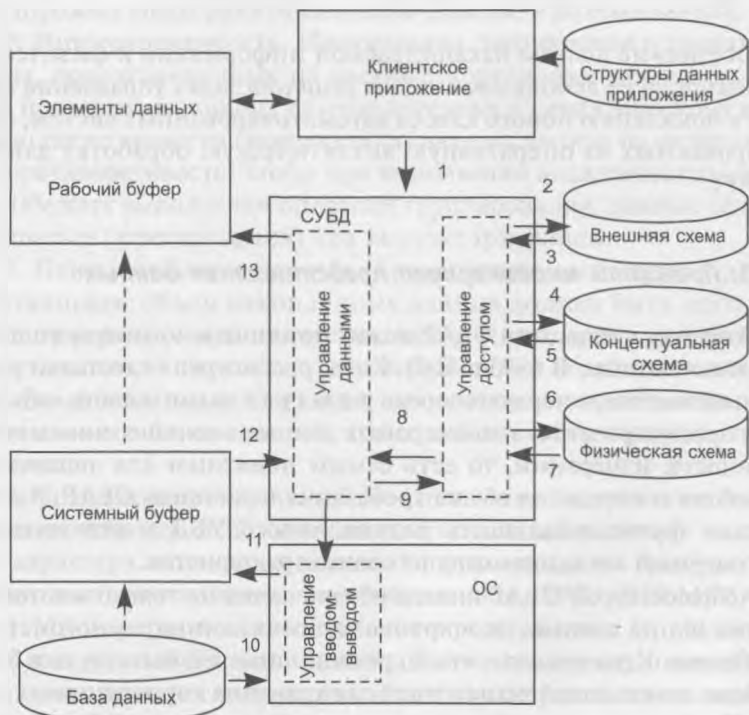 Клиентское
приложение
Структуры данных
приложения
Элементы данных
1
2
Рабочий буфер
СУБД
Внешняя схема
3
13
Управление
данными
Управление
доступом
4
Концептуальная
схема
5
6
8
12
Физическая схема
7
9
Системный буфер
11
ОС
Управление
вводом-
выводом
10
База данных